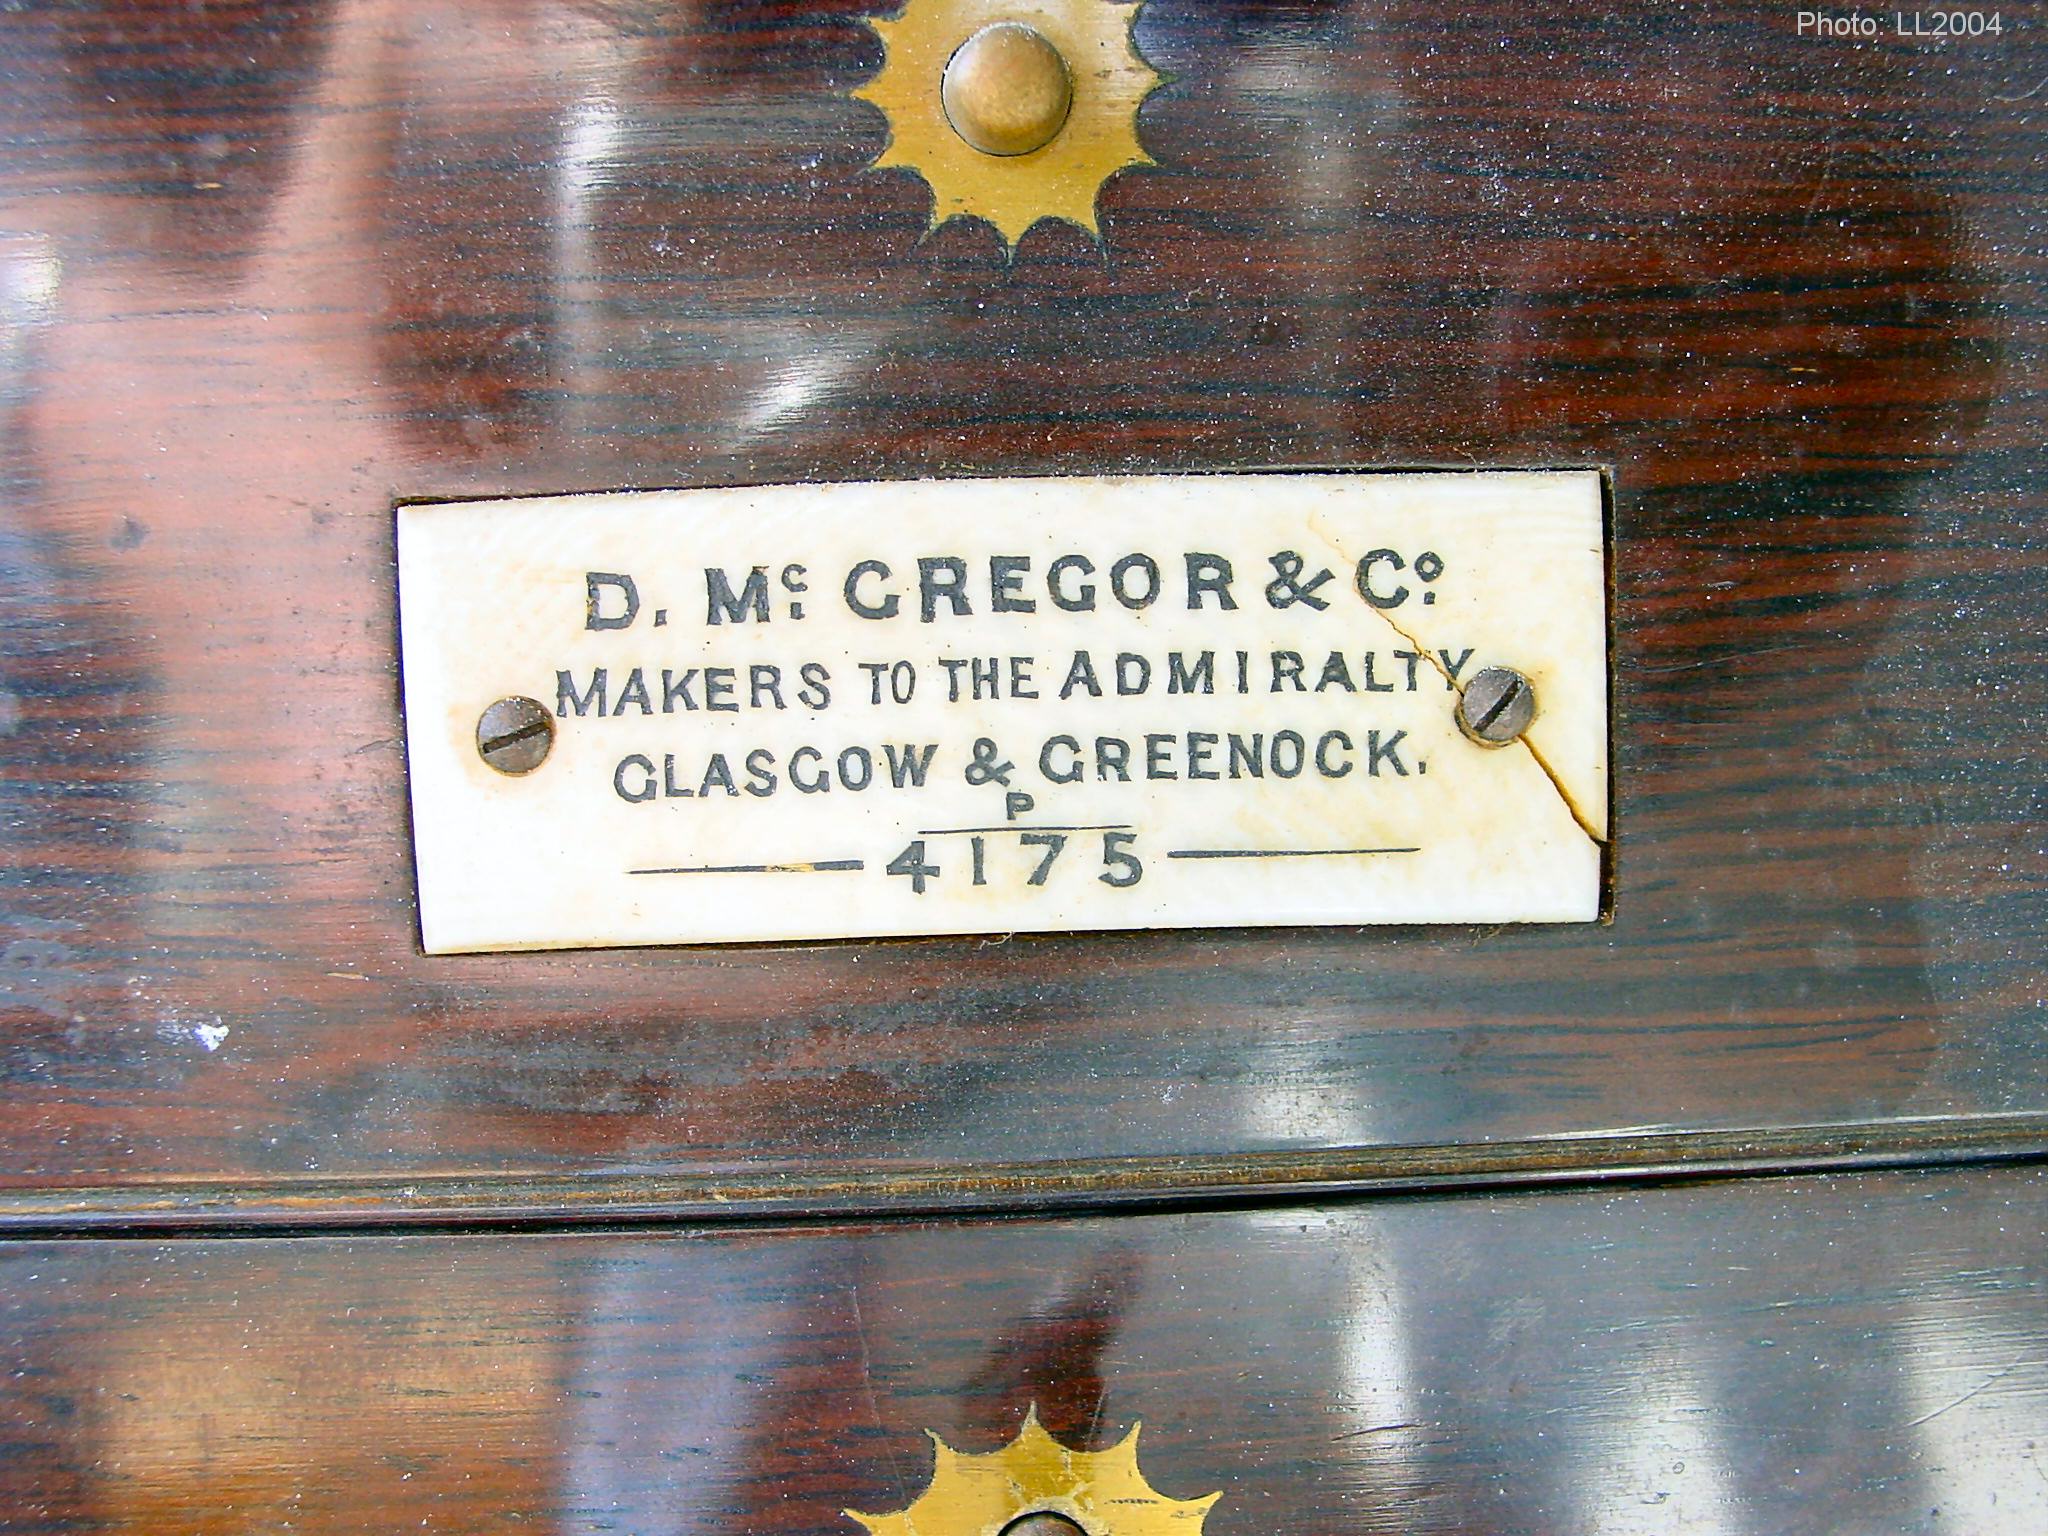 Photo: LL2004
D. Mc GREGOR & Co.
MAKERS TO THE ADMIRALTY
GLASGOW & GREENOCK.
P
4175